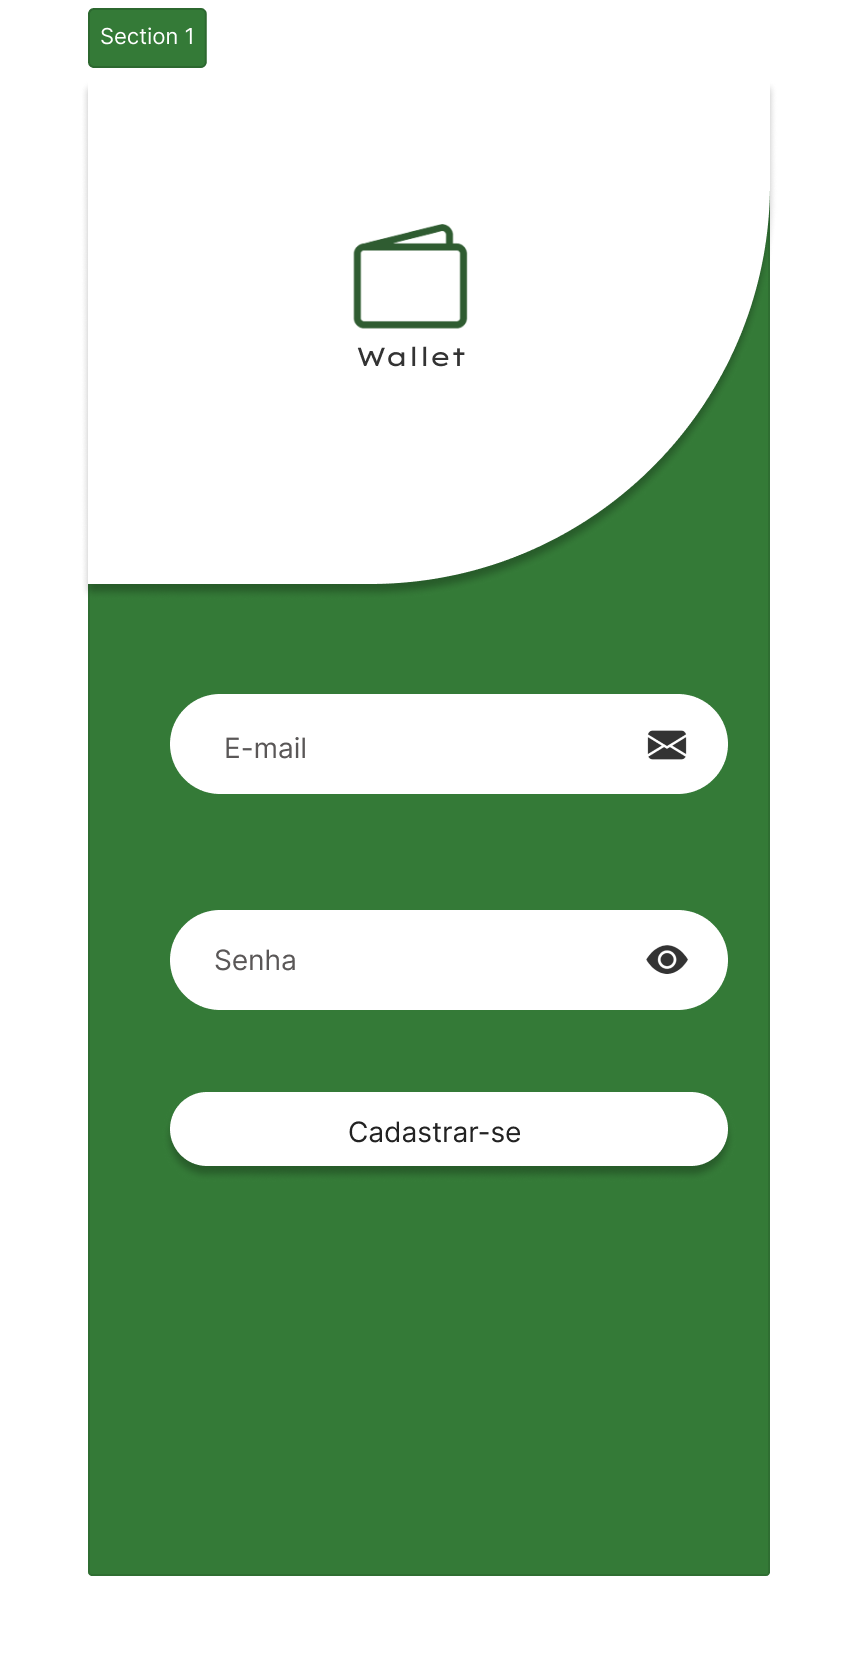 Section 1
Wallet
E-mail
Senha
Cadastrar-se